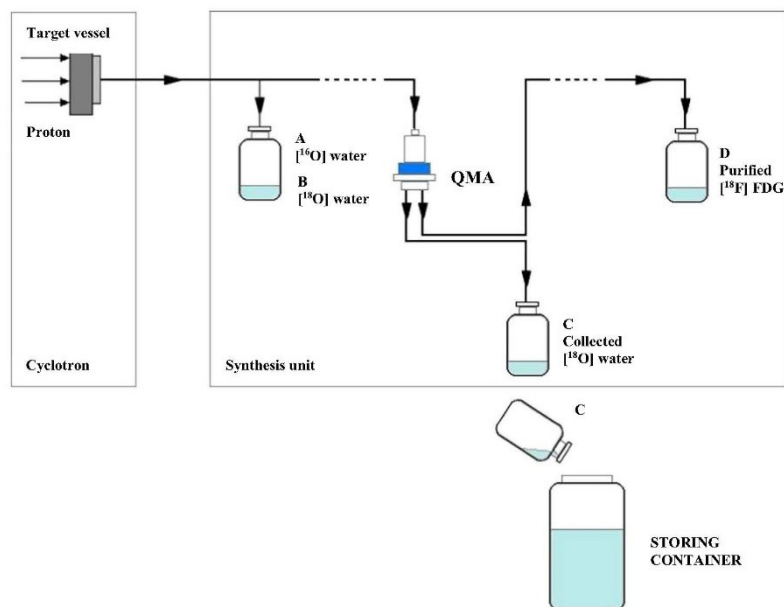 Target vessel
Proton
Cyclotron
A
[¹⁶O] water
B
[¹⁸O] water
QMA
D
Purified
[¹⁸F] FDG
C
Collected
[¹⁸O] water
Synthesis unit
C
STORING
CONTAINER